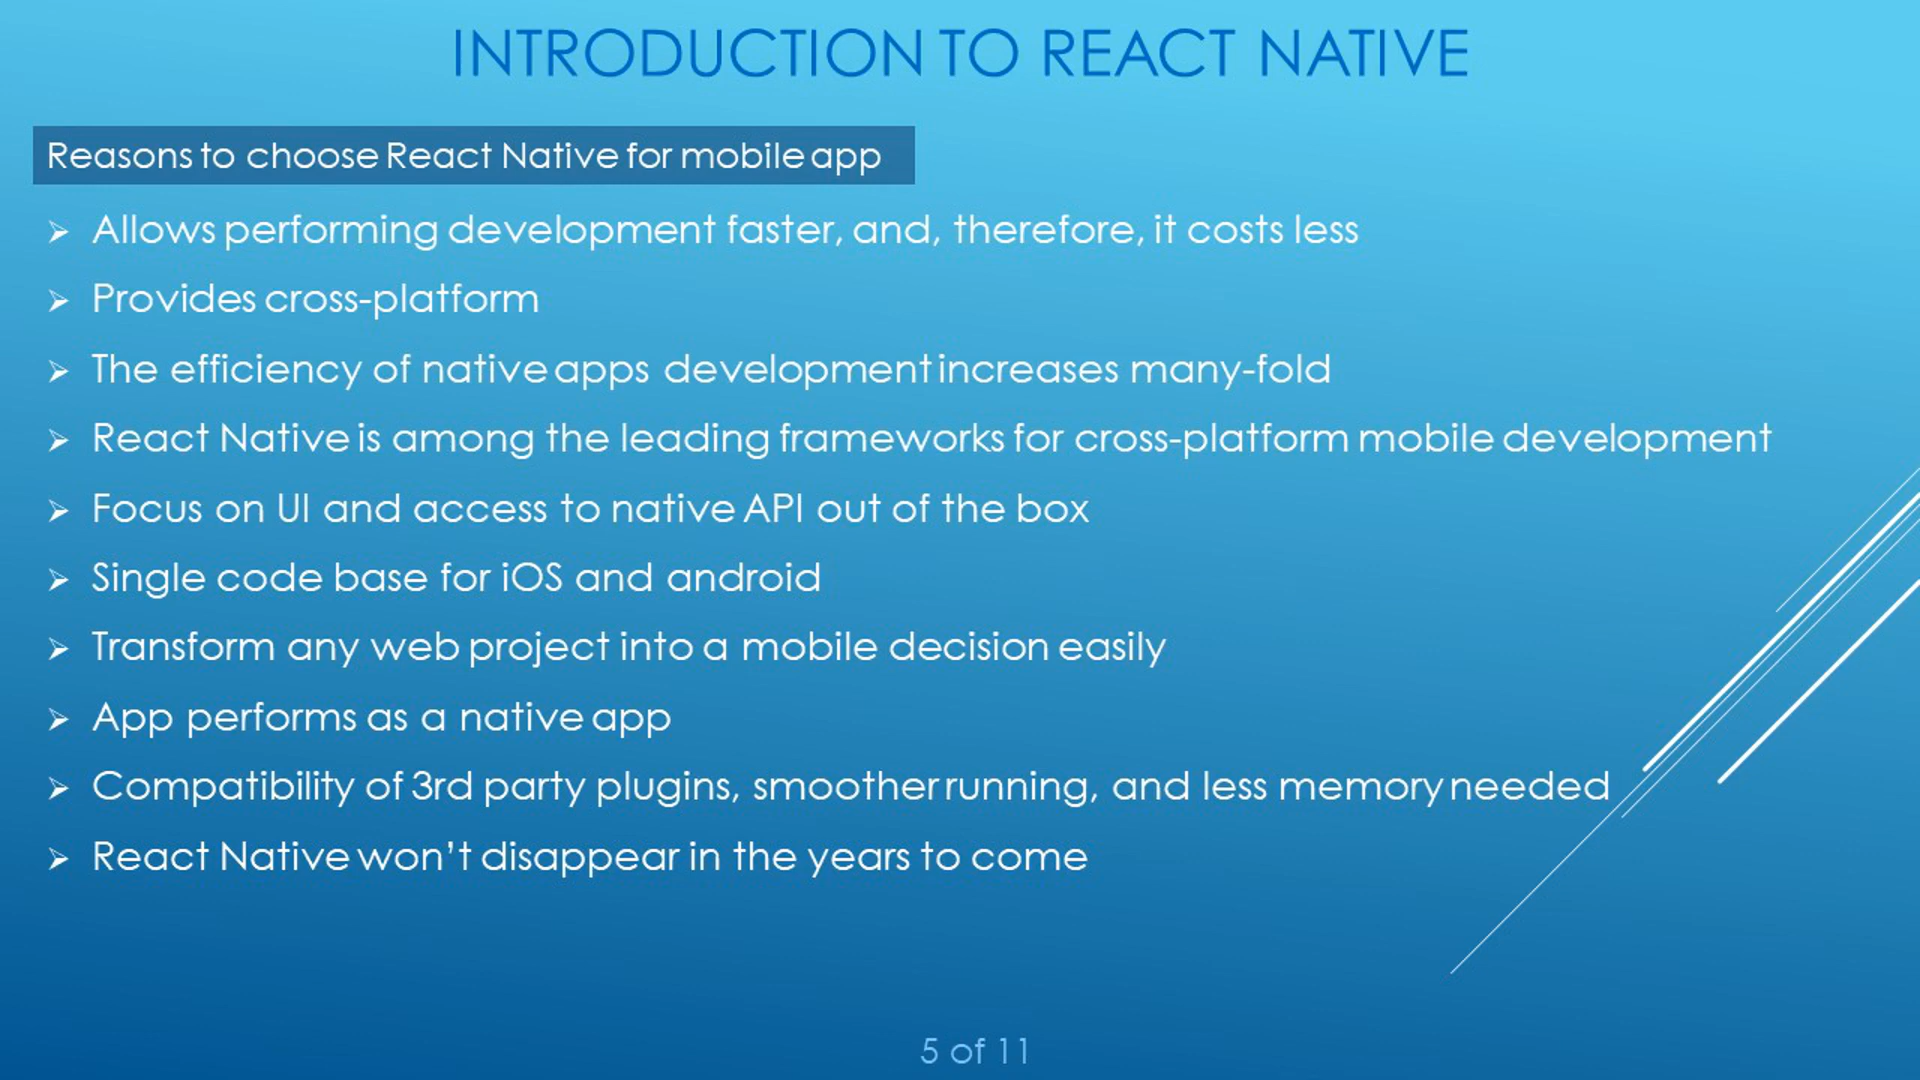 INTRODUCTION TO REACT NATIVE
Reasons to choose React Native for mobile app
➢ Allows performing development faster, and, therefore, it costs less
➢ Provides cross-platform
➢ The efficiency of native apps development increases many-fold
➢ React Native is among the leading frameworks for cross-platform mobile development
➢ Focus on UI and access to native API out of the box
➢ Single code base for iOS and android
➢ Transform any web project into a mobile decision easily
➢ App performs as a native app
➢ Compatibility of 3rd party plugins, smoother running, and less memory needed
➢ React Native won’t disappear in the years to come
5 of 11